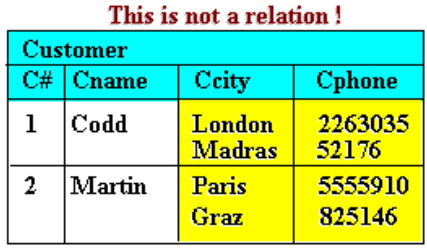 This is not a relation !
Customer
C# Cname Ccity Cphone
1 Codd London 2263035
Madras 52176
2 Martin Paris 5555910
Graz 825146